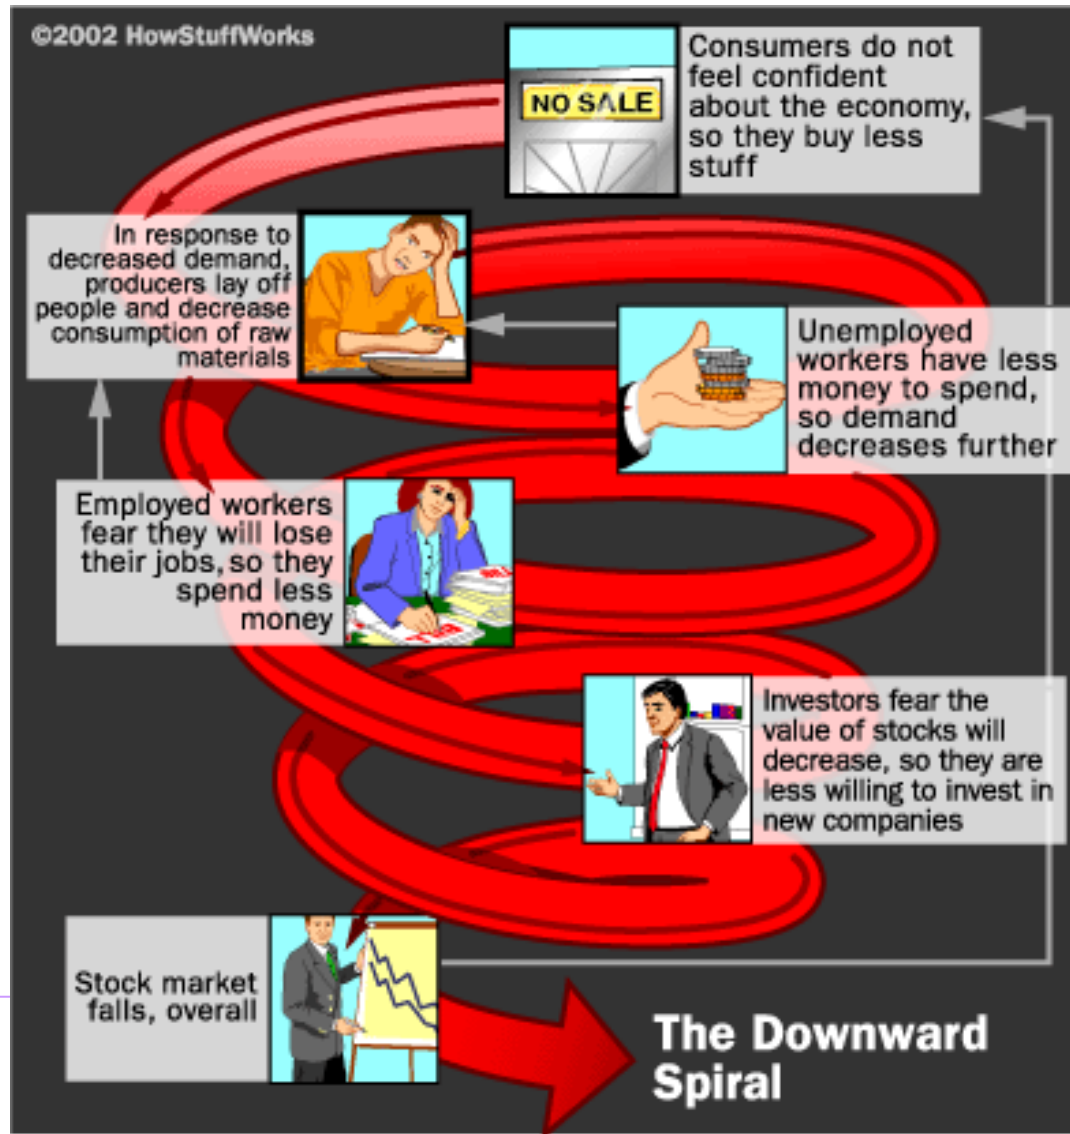 ©2002 HowStuffWorks
NO SALE
Consumers do not
feel confident
about the economy,
so they buy less
stuff
In response to
decreased demand,
producers lay off
people and decrease
consumption of raw
materials
Unemployed
workers have less
money to spend,
so demand
decreases further
Employed workers
fear they will lose
their jobs, so they
spend less
money
Investors fear the
value of stocks will
decrease, so they are
less willing to invest in
new companies
Stock market
falls, overall
The Downward
Spiral